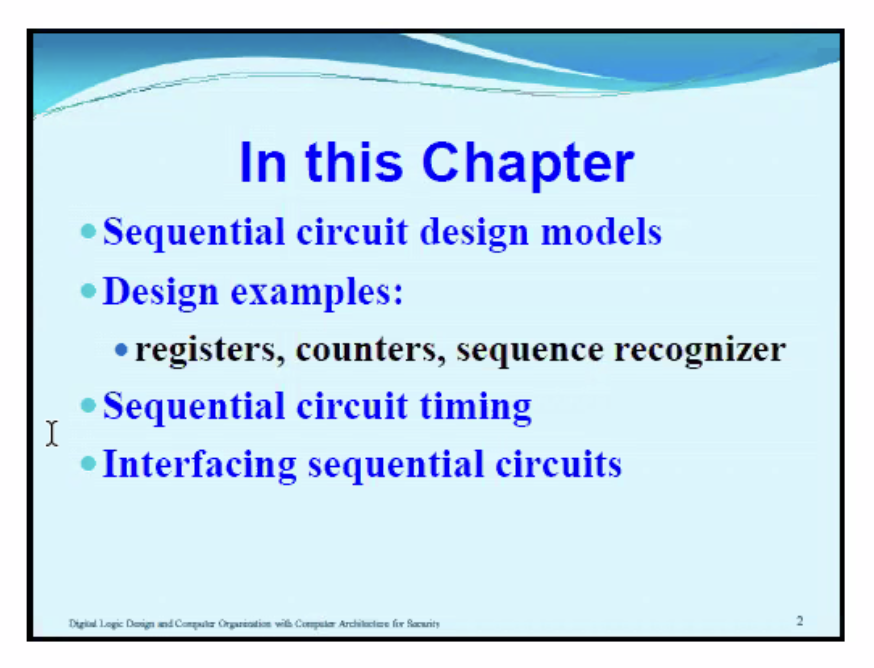 In this Chapter
Sequential circuit design models
Design examples:
registers, counters, sequence recognizer
Sequential circuit timing
Interfacing sequential circuits
Digital Logic Design and Computer Organization with Computer Architecture for Security
2